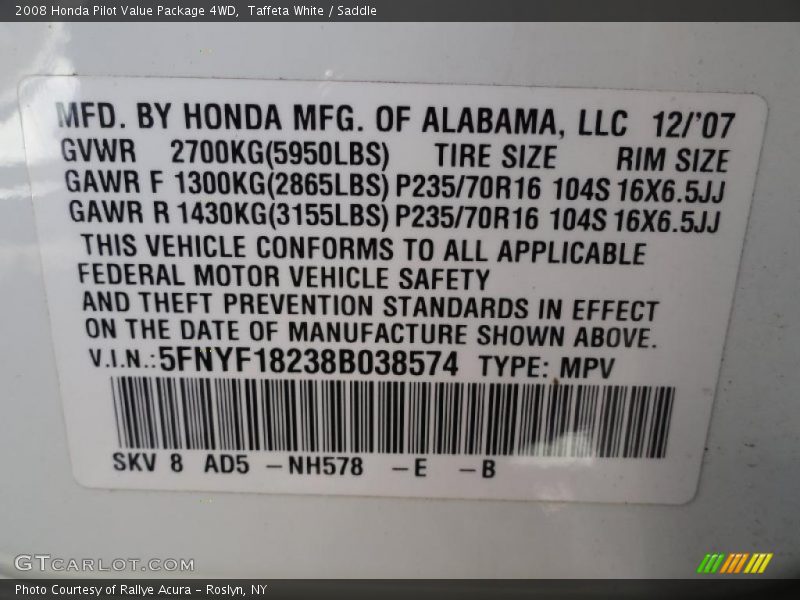 2008 Honda Pilot Value Package 4WD,  Taffeta White / Saddle
MFD. BY HONDA MFG. OF ALABAMA, LLC 12/'07
GVWR 2700KG(5950LBS) TIRE SIZE RIM SIZE
GAWR F 1300KG(2865LBS) P235/70R16 104S 16X6.5JJ
GAWR R 1430KG(3155LBS) P235/70R16 104S 16X6.5JJ
THIS VEHICLE CONFORMS TO ALL APPLICABLE
FEDERAL MOTOR VEHICLE SAFETY
AND THEFT PREVENTION STANDARDS IN EFFECT
ON THE DATE OF MANUFACTURE SHOWN ABOVE.
V.I.N.:5FNYF18238B038574 TYPE: MPV
SKV 8 AD5 -NH578 -E -B
GTCARLOT.COM
Photo Courtesy of Rallye Acura - Roslyn, NY